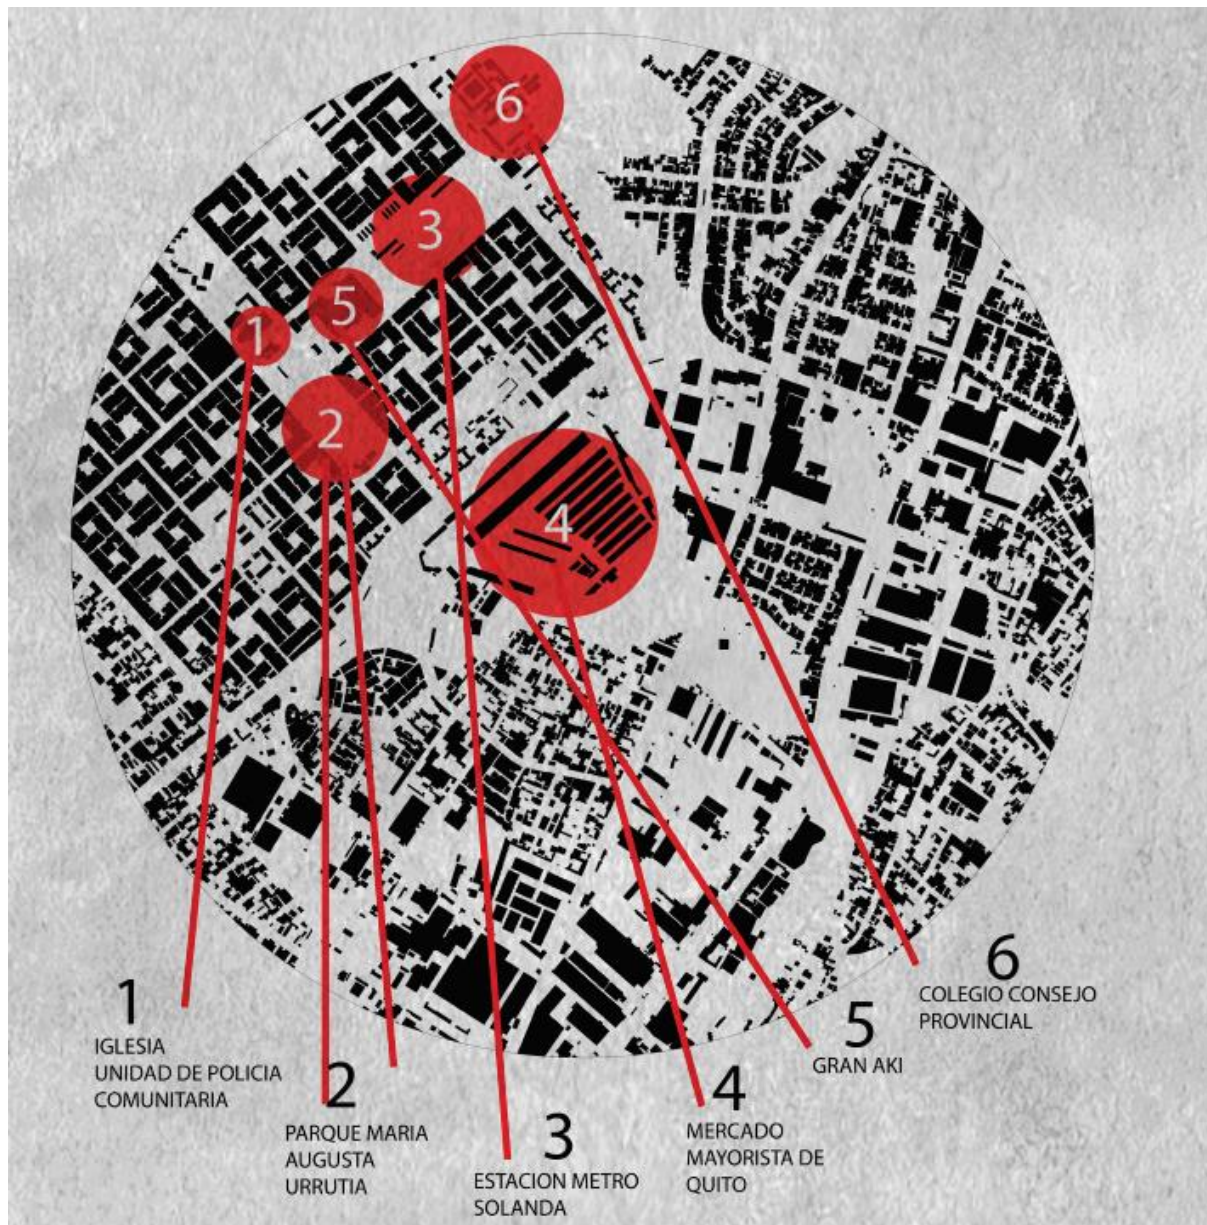 6
3
5
1
2
4
1
IGLESIA
UNIDAD DE POLICIA
COMUNITARIA
2
PARQUE MARIA
AUGUSTA
URRUTIA
3
ESTACION METRO
SOLANDA
4
MERCADO
MAYORISTA DE
QUITO
5
GRAN AKI
6
COLEGIO CONSEJO
PROVINCIAL